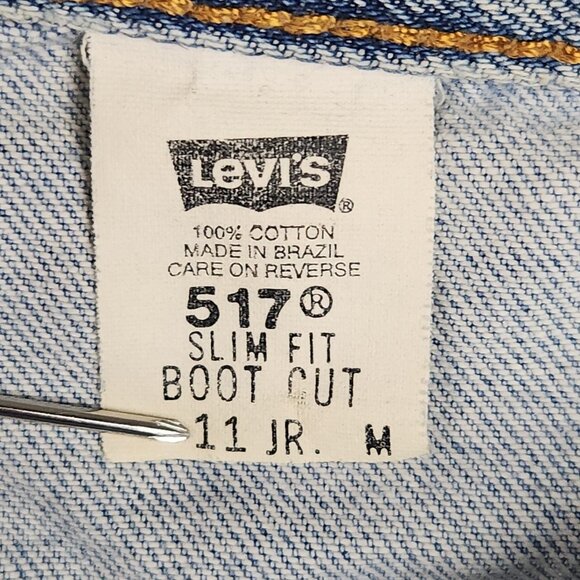 Levi's ®
100% COTTON
MADE IN BRAZIL
CARE ON REVERSE
517®
SLIM FIT
BOOT CUT
11 JR. M